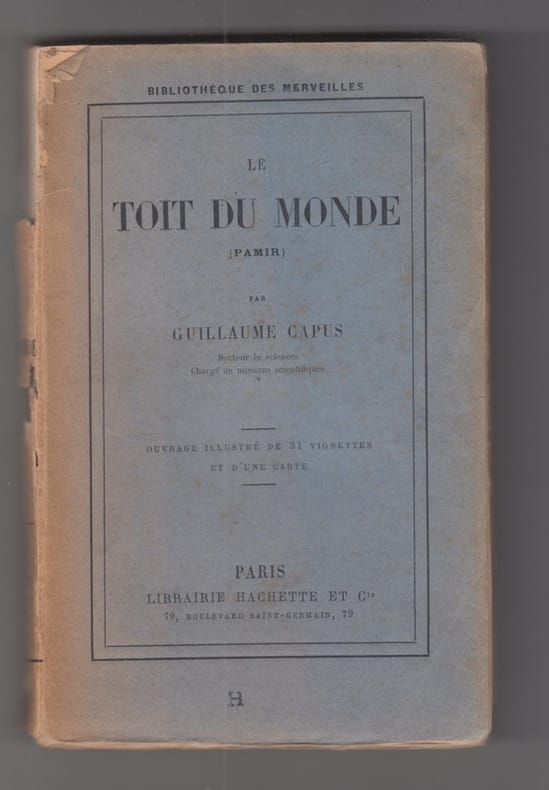 BIBLIOTHÈQUE DES MERVEILLES
LE
TOIT DU MONDE
(PAMIR)
PAR
GUILLAUME CAPUS
Docteur ès sciences
Chargé de missions scientifiques
OUVRAGE ILLUSTRÉ DE 31 VIGNETTES
ET D'UNE CARTE
PARIS
LIBRAIRIE HACHETTE ET Cie
79, BOULEVARD SAINT-GERMAIN, 79
H